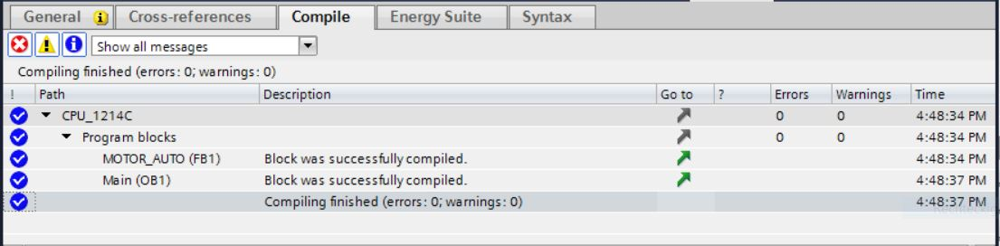 General Cross-references Compile Energy Suite Syntax
Show all messages
Compiling finished (errors: 0; warnings: 0)
! Path Description Go to ? Errors Warnings Time
CPU_1214C 0 0 4:48:34 PM
Program blocks 0 0 4:48:34 PM
MOTOR_AUTO (FB1) Block was successfully compiled. 4:48:34 PM
Main (OB1) Block was successfully compiled. 4:48:37 PM
Compiling finished (errors: 0; warnings: 0) 4:48:37 PM